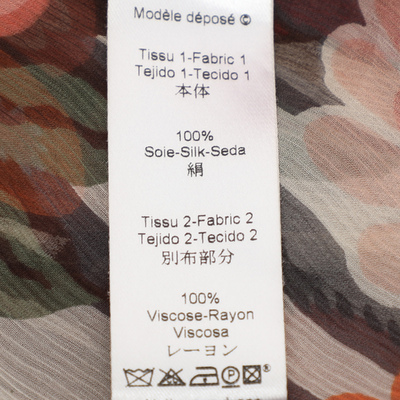 Modèle déposé ©
Tissu 1-Fabric 1
Tejido 1-Tecido 1
本体
100%
Soie-Silk-Seda
絹
Tissu 2-Fabric 2
Tejido 2-Tecido 2
別布部分
100%
Viscose-Rayon
Viscosa
レーヨン